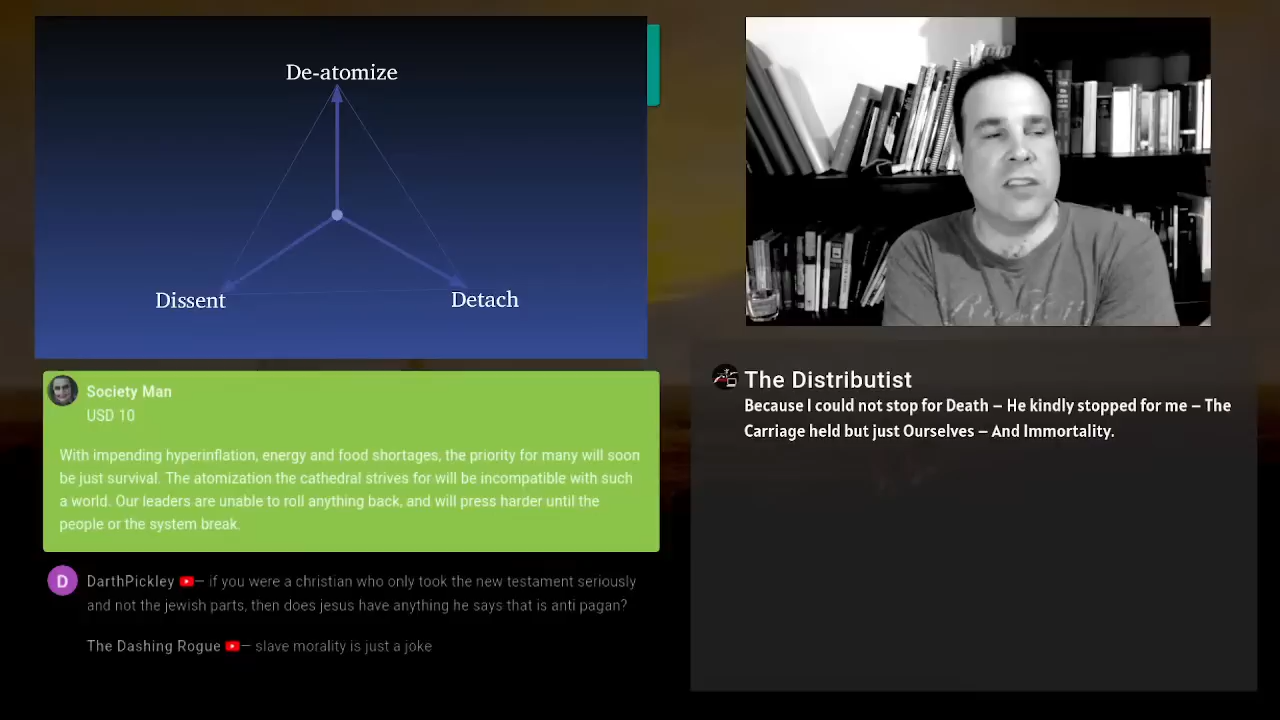 De-atomize
Dissent
Detach
Society Man
USD 10
With impending hyperinflation, energy and food shortages, the priority for many will soon
be just survival. The atomization the cathedral strives for will be incompatible with such
a world. Our leaders are unable to roll anything back, and will press harder until the
people or the system break.
D
DarthPickley — if you were a christian who only took the new testament seriously
and not the jewish parts, then does jesus have anything he says that is anti pagan?
The Dashing Rogue — slave morality is just a joke
The Distributist
Because I could not stop for Death – He kindly stopped for me – The
Carriage held but just Ourselves – And Immortality.